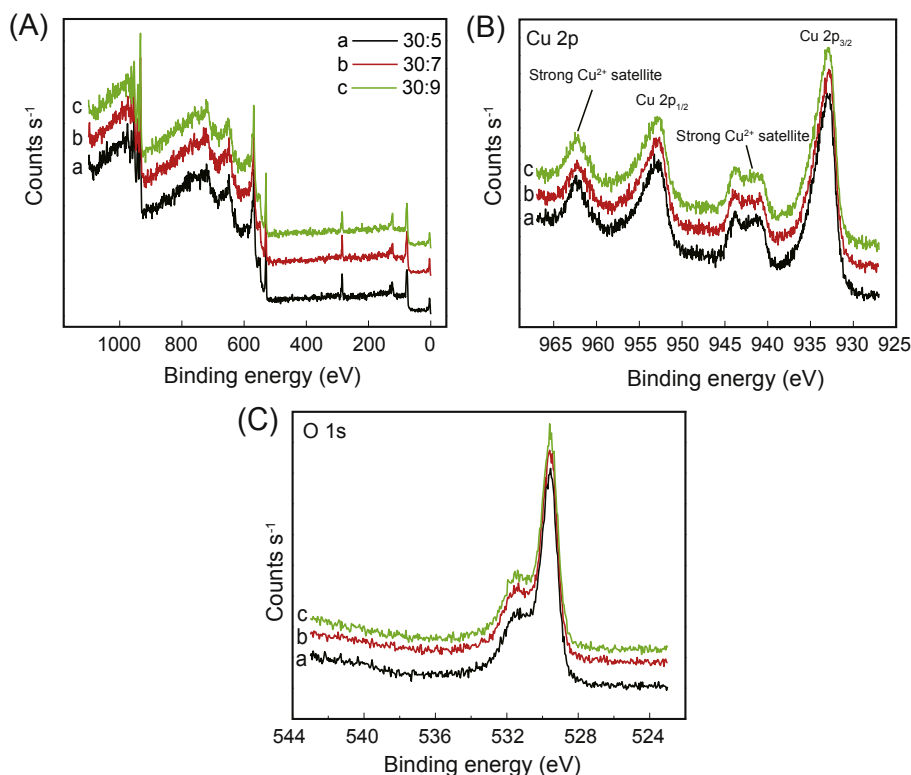 (A)
a 30:5
b 30:7
c 30:9
c
b
a
Counts s⁻¹
1000 800 600 400 200 0
Binding energy (eV)
(B)
Cu 2p
Cu 2p₃/₂
Strong Cu²⁺ satellite
Cu 2p₁/₂
Strong Cu²⁺ satellite
c
b
a
Counts s⁻¹
965 960 955 950 945 940 935 930 925
Binding energy (eV)
(C)
O 1s
c
b
a
Counts s⁻¹
544 540 536 532 528 524
Binding energy (eV)